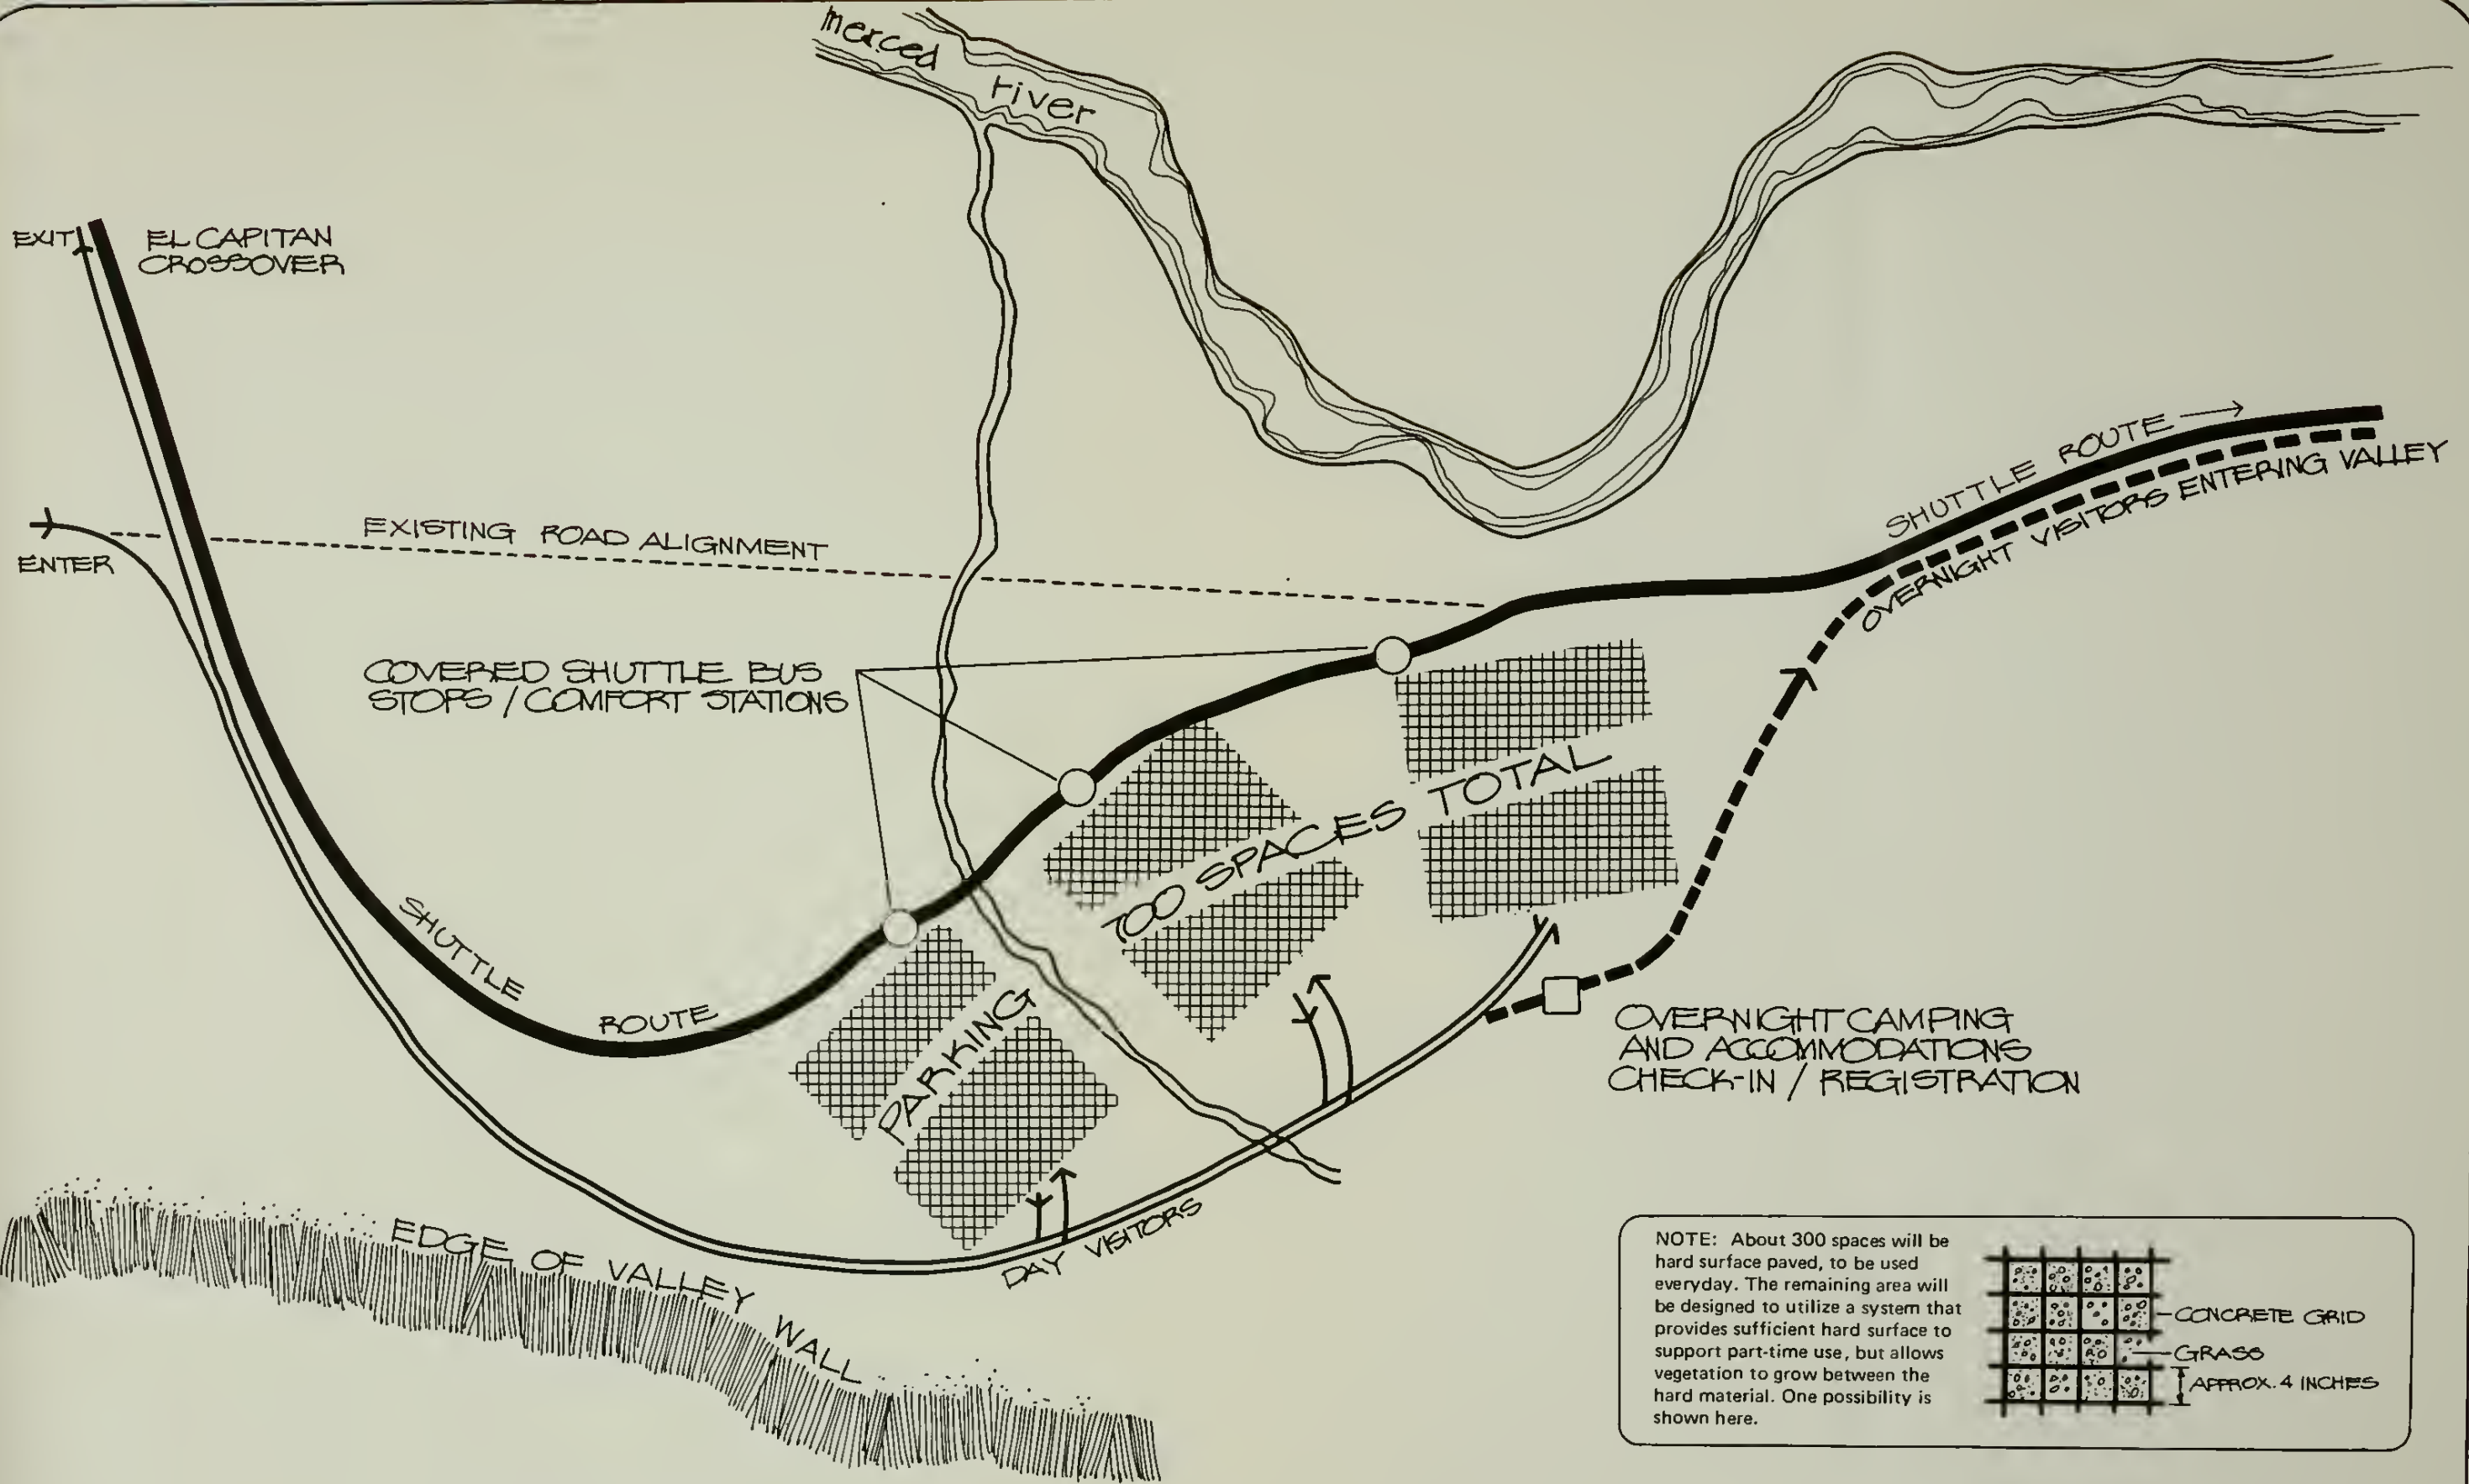 merced
river
EXIT
EL CAPITAN
CROSSOVER
ENTER
EXISTING ROAD ALIGNMENT
SHUTTLE ROUTE
OVERNIGHT VISITORS ENTERING VALLEY
COVERED SHUTTLE BUS
STOPS / COMFORT STATIONS
PARKING 700 SPACES TOTAL
SHUTTLE ROUTE
OVERNIGHT CAMPING
AND ACCOMMODATIONS
CHECK-IN / REGISTRATION
DAY VISITORS
EDGE OF VALLEY WALL
NOTE: About 300 spaces will be
hard surface paved, to be used
everyday. The remaining area will
be designed to utilize a system that
provides sufficient hard surface to
support part-time use, but allows
vegetation to grow between the
hard material. One possibility is
shown here.
CONCRETE GRID
GRASS
APPROX. 4 INCHES